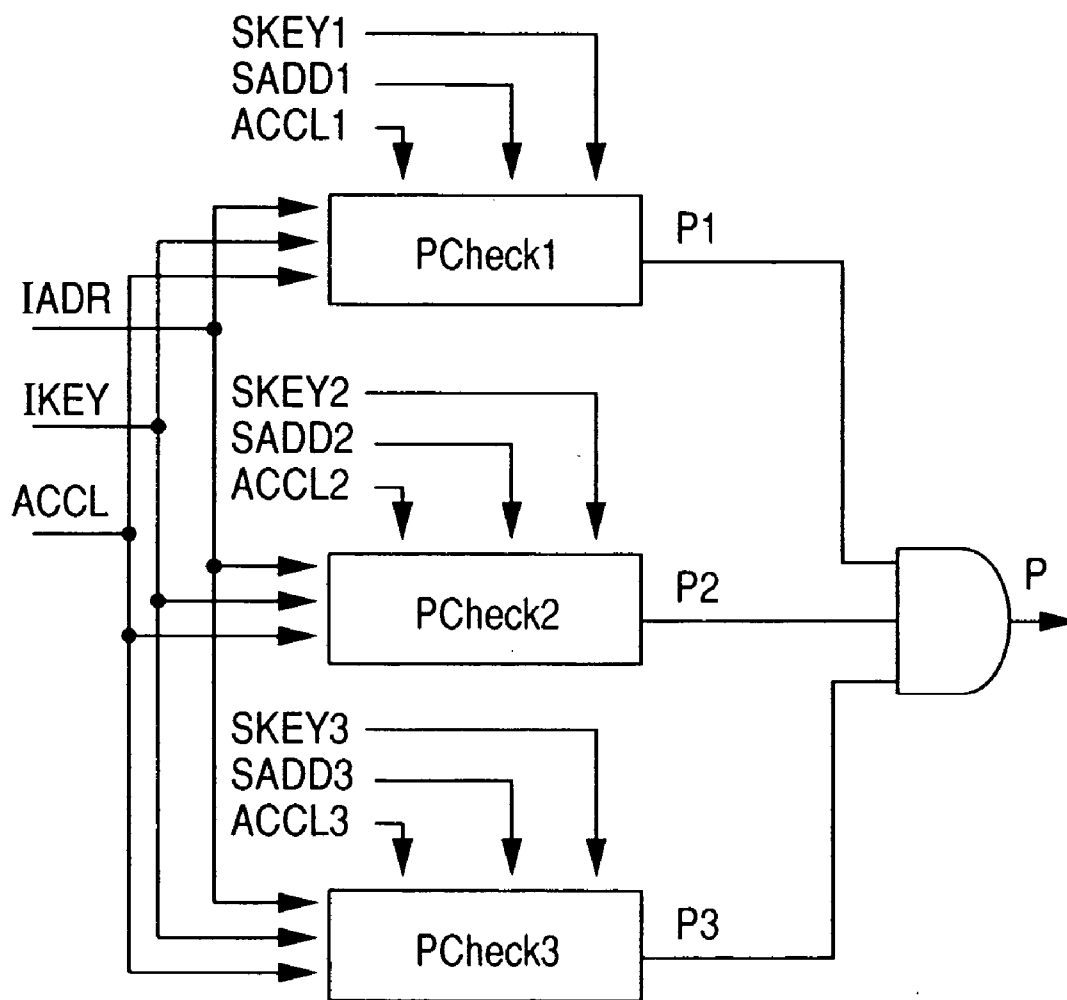 SKEY1
SADD1
ACCL1
PCheck1
P1
IADR
IKEY
ACCL
SKEY2
SADD2
ACCL2
PCheck2
P2
P
SKEY3
SADD3
ACCL3
PCheck3
P3